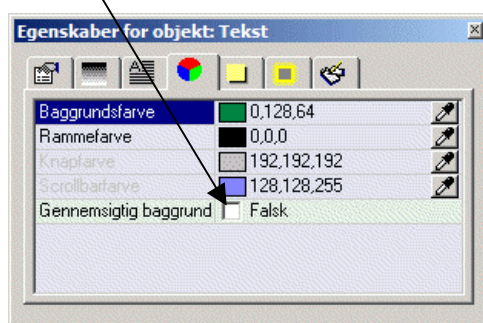 Egenskaber for objekt: Tekst
Baggrundsfarve 0,128,64
Rammefarve 0,0,0
Knapfarve 192,192,192
Scrollbarfarve 128,128,255
Gennemsigtig baggrund Falsk